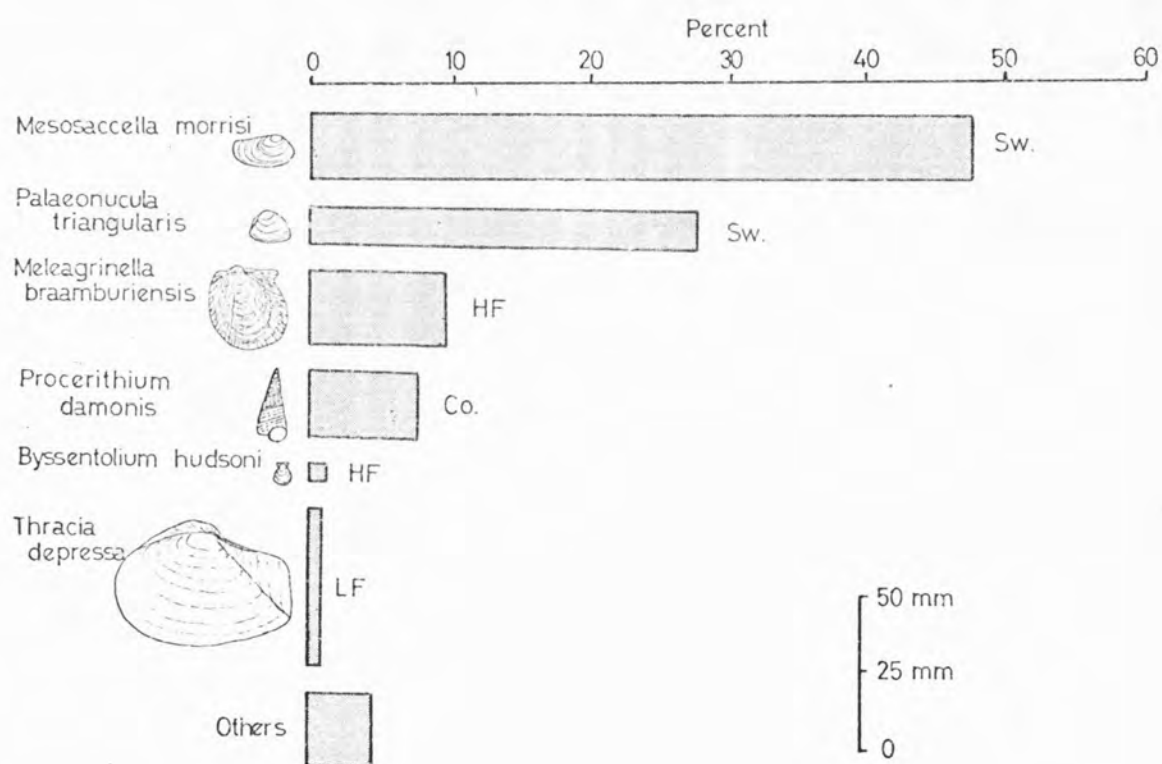 Percent
0 10 20 30 40 50 60
Mesosaccella morrisi
Sw.
Palaeonucula
triangularis
Sw.
Meleagrinella
braamburiensis
HF
Procerithium
damonis
Co.
Byssentolium hudsoni
HF
Thracia
depressa
LF
50 mm
25 mm
0
Others